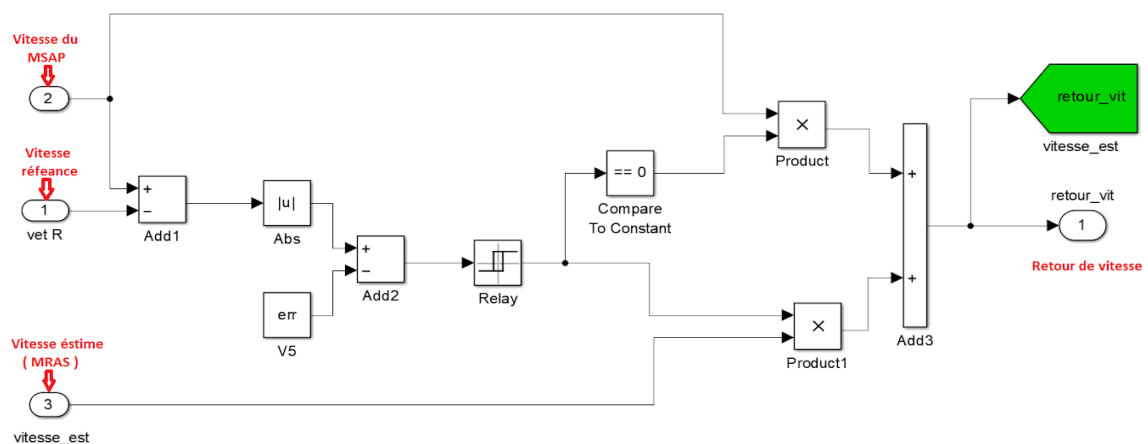 Vitesse du
MSAP
2
Vitesse
réfeance
1
vet R
+
−
Add1
|u|
Abs
+
−
Add2
err
V5
Relay
== 0
Compare
To Constant
×
Product
×
Product1
+
+
Add3
retour_vit
vitesse_est
retour_vit
1
Retour de vitesse
Vitesse éstime
( MRAS )
3
vitesse_est